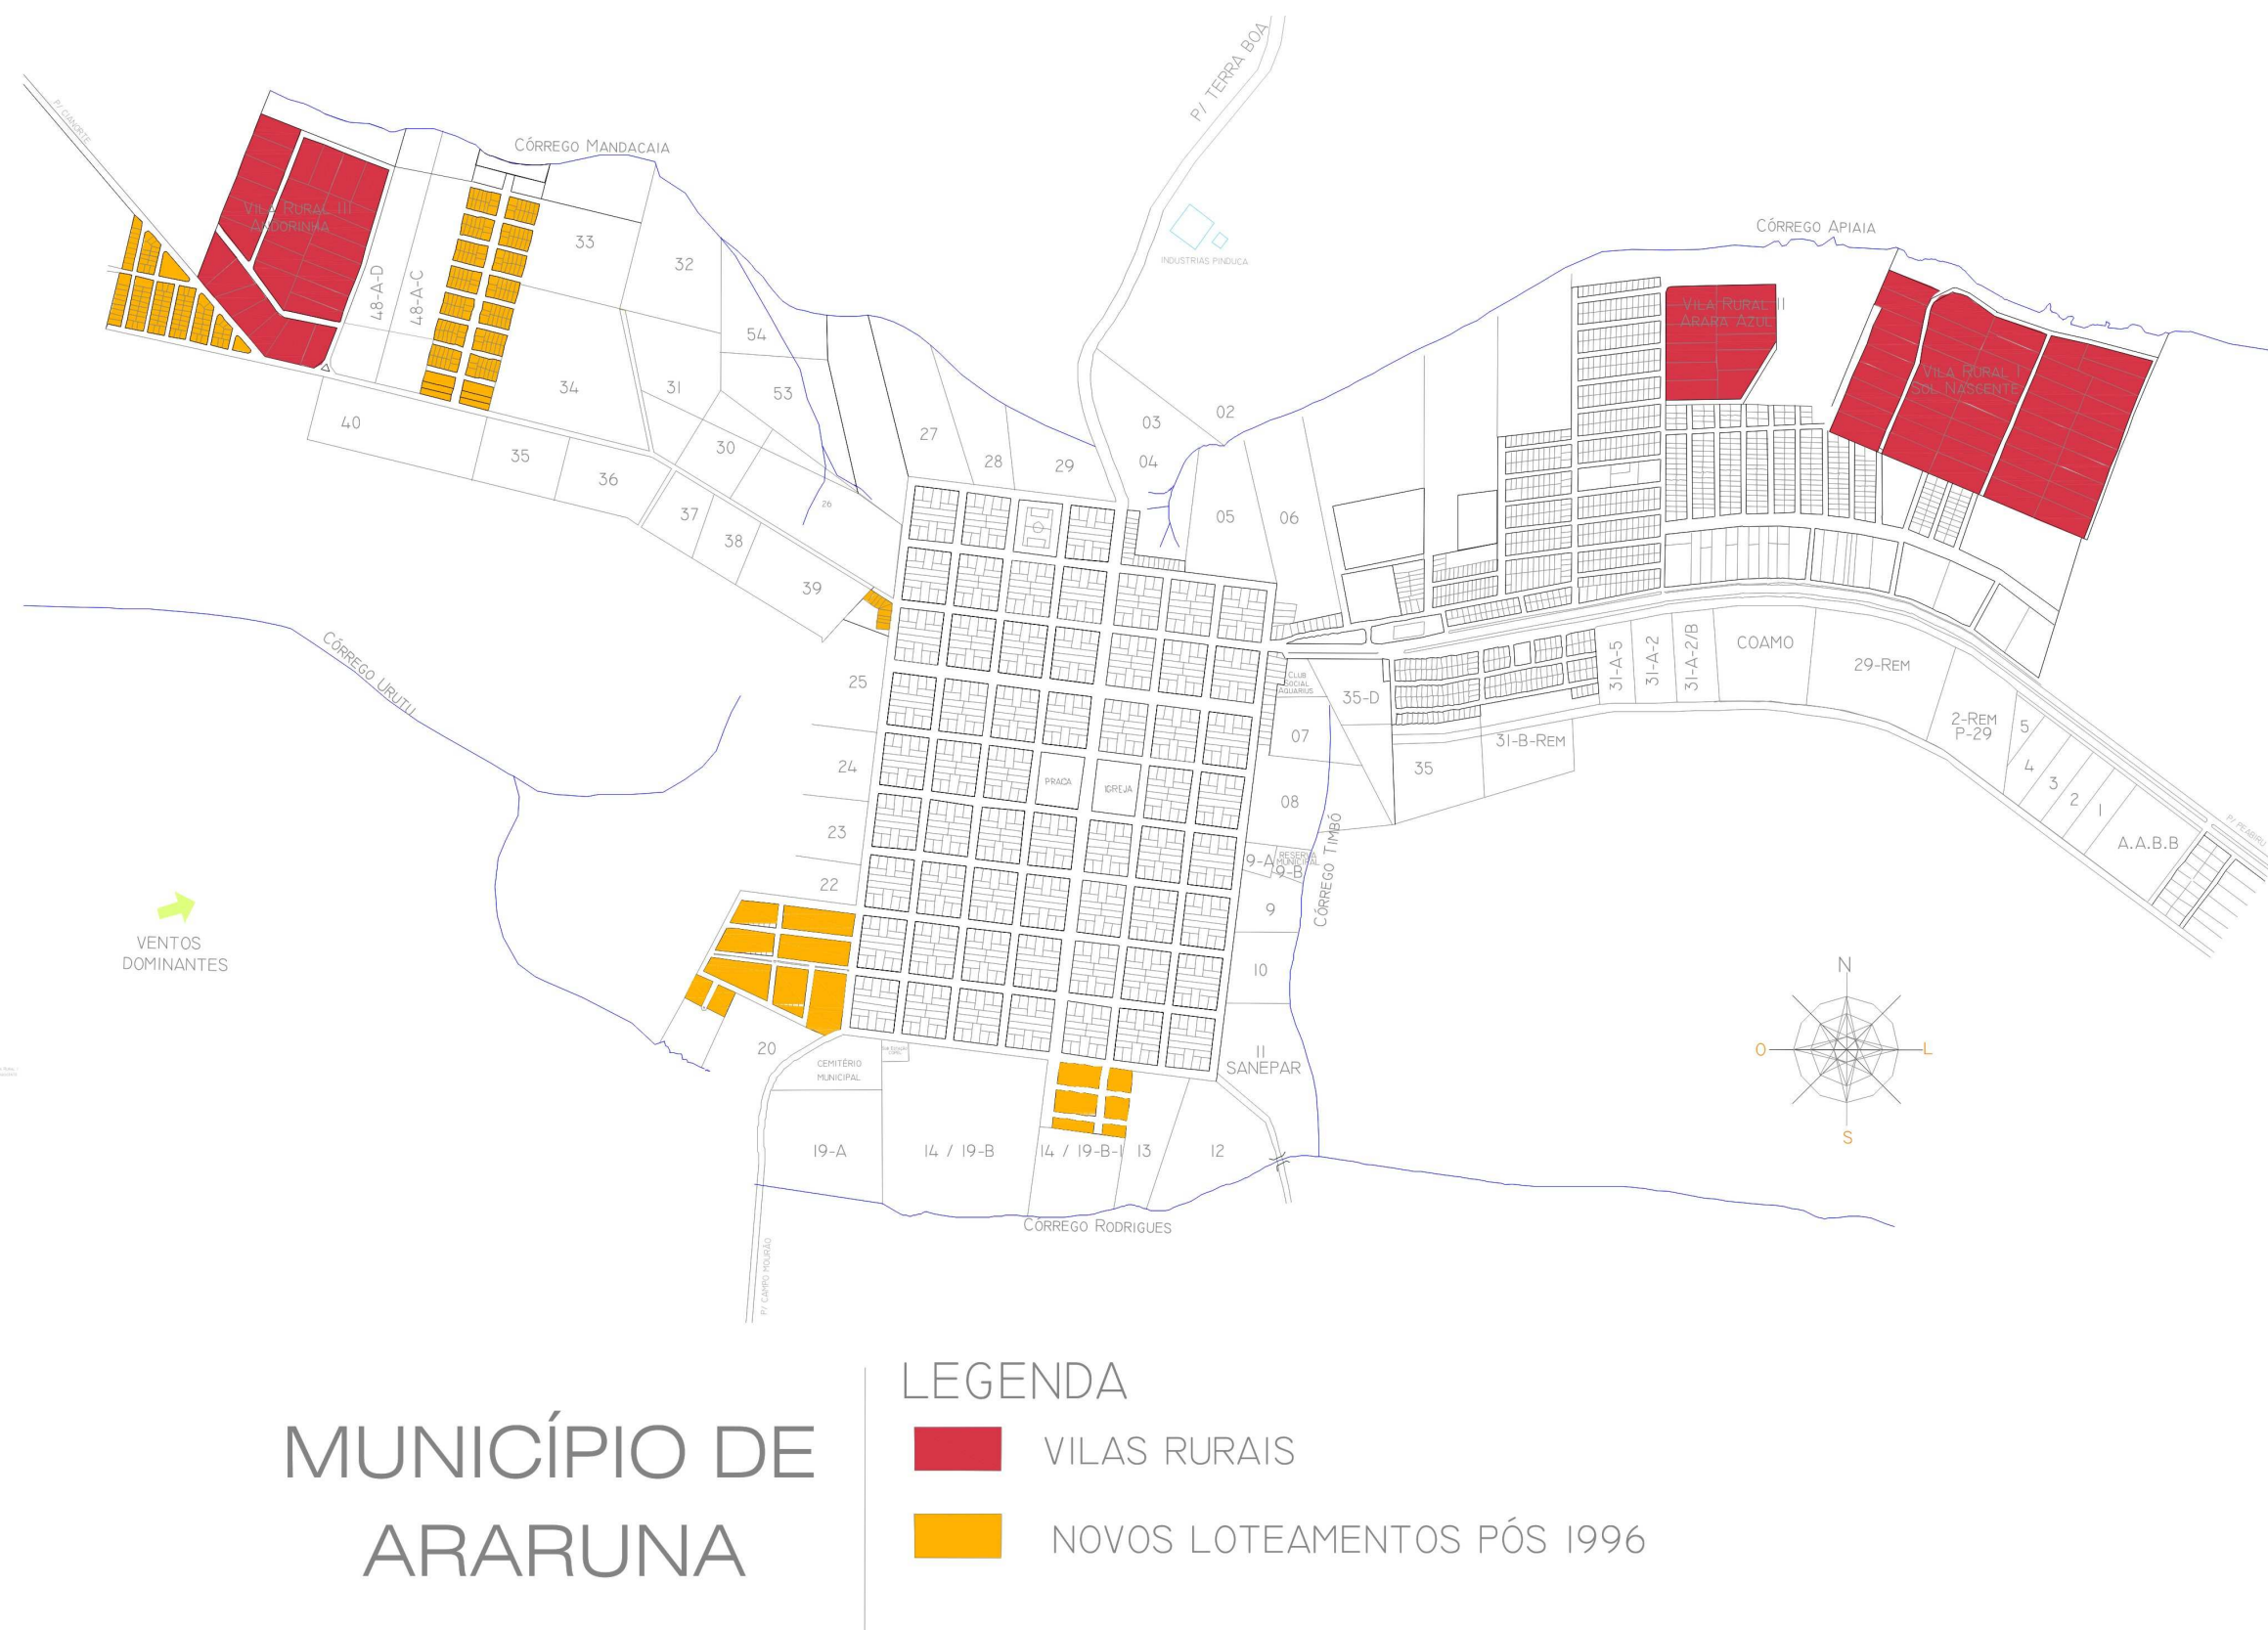 P/ CIANORTE
CÓRREGO MANDACAIA
P/ TERRA BOA
VILA RURAL III
ANDORINHA
48-A-D
48-A-C
33
32
34
31
54
53
30
40
35
36
37
38
39
26
27
28
29
INDUSTRIAS PINDUCA
03
02
04
05
06
CÓRREGO APIAIA
VILA RURAL II
ARARA AZUL
VILA RURAL I
SOL NASCENTE
CÓRREGO URUTU
25
24
23
22
PRACA
IGREJA
CLUB
SOCIAL
AQUARIUS
35-D
07
08
35
31-B-REM
31-A-5
31-A-2
31-A-2/B
COAMO
29-REM
2-REM
P-29
5
4
3
2
1
A.A.B.B
P/ PEABIRU
9-A
RESERVA
MUNICIPAL
9-B
9
10
CÓRREGO TIMBÓ
11
SANEPAR
VENTOS
DOMINANTES
20
CEMITÉRIO
MUNICIPAL
19-A
14 / 19-B
14 / 19-B-1
13
12
CÓRREGO RODRIGUES
P/ CAMPO MOURÃO
N
O
L
S
MUNICÍPIO DE
ARARUNA
LEGENDA
VILAS RURAIS
NOVOS LOTEAMENTOS PÓS 1996